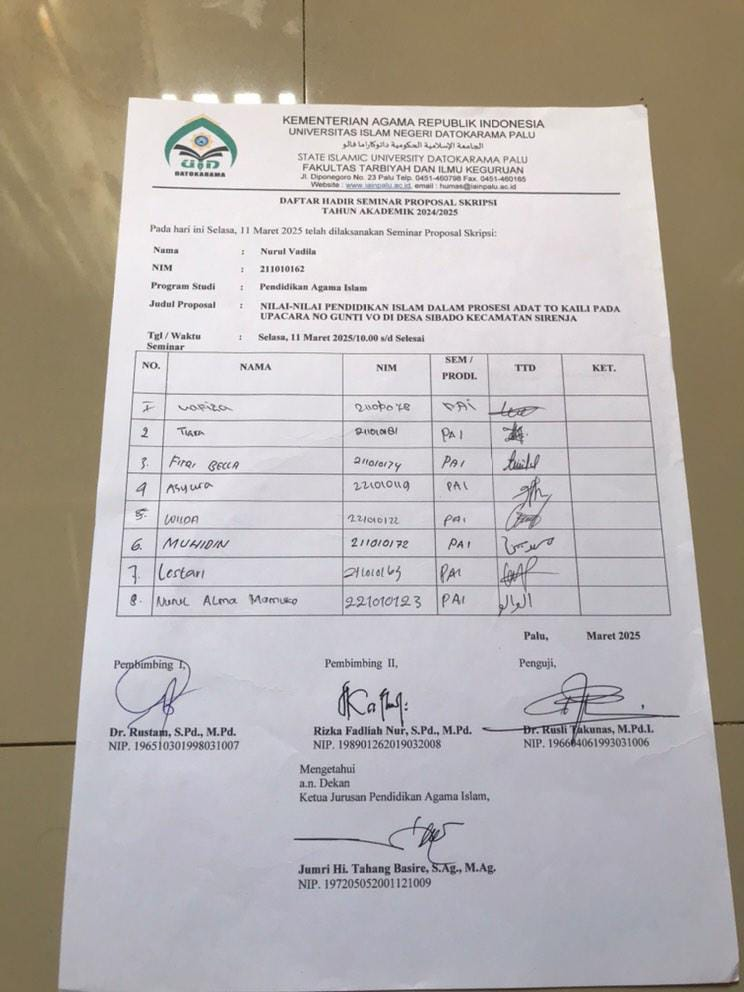 KEMENTERIAN AGAMA REPUBLIK INDONESIA
UNIVERSITAS ISLAM NEGERI DATOKARAMA PALU
الجامعة الإسلامية الحكومية داتوكاراما فالو
STATE ISLAMIC UNIVERSITY DATOKARAMA PALU
FAKULTAS TARBIYAH DAN ILMU KEGURUAN
Jl. Diponegoro No. 23 Palu Telp. 0451-460798 Fax. 0451-460165
Website : www.iainpalu.ac.id, email : humas@iainpalu.ac.id
UIN
DATOKARAMA
DAFTAR HADIR SEMINAR PROPOSAL SKRIPSI
TAHUN AKADEMIK 2024/2025
Pada hari ini Selasa, 11 Maret 2025 telah dilaksanakan Seminar Proposal Skripsi:
Nama : Nurul Vadila
NIM : 211010162
Program Studi : Pendidikan Agama Islam
Judul Proposal : NILAI-NILAI PENDIDIKAN ISLAM DALAM PROSESI ADAT TO KAILI PADA
UPACARA NO GUNTI VO DI DESA SIBADO KECAMATAN SIRENJA
Tgl / Waktu Seminar : Selasa, 11 Maret 2025/10.00 s/d Selesai
NO. NAMA NIM SEM / PRODI. TTD KET.
1 PAI
2 Tiara 211010181 PAI
3. Fitri BECCA 211010174 PAI
4 Asyura 221010119 PAI
5. WILDA 221010122 PAI
6. MUHIDIN 211010172 PAI
7. Lestari 211010165 PAI
8. Nurul Alma Mamuko 221010123 PAI
Palu, Maret 2025
Pembimbing I, Pembimbing II, Penguji,
Dr. Rustam, S.Pd., M.Pd. Rizka Fadliah Nur, S.Pd., M.Pd. Dr. Rusli Takunas, M.Pd.I.
NIP. 196510301998031007 NIP. 198901262019032008 NIP. 196604061993031006
Mengetahui
a.n. Dekan
Ketua Jurusan Pendidikan Agama Islam,
Jumri Hi. Tahang Basire, S.Ag., M.Ag.
NIP. 197205052001121009